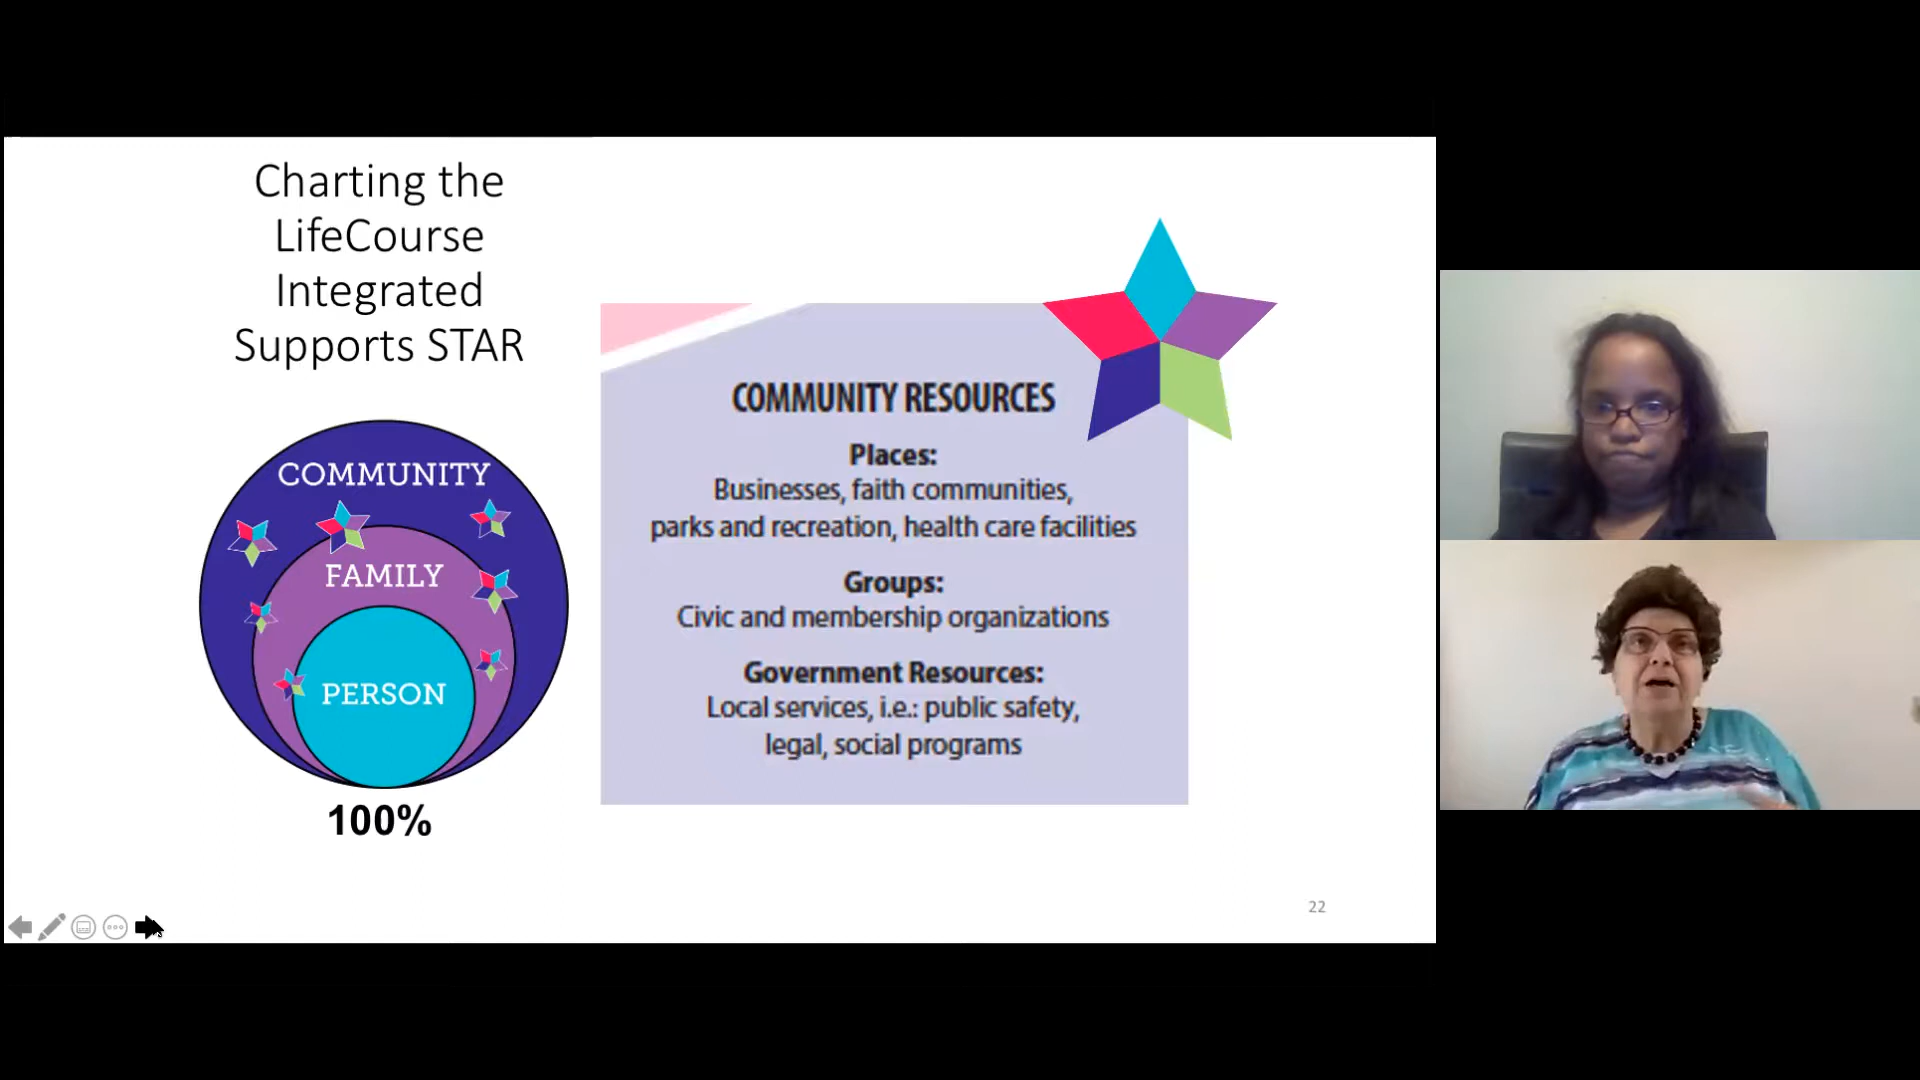 Charting the
LifeCourse
Integrated
Supports STAR
COMMUNITY
FAMILY
PERSON
100%
COMMUNITY RESOURCES
Places:
Businesses, faith communities,
parks and recreation, health care facilities
Groups:
Civic and membership organizations
Government Resources:
Local services, i.e.: public safety,
legal, social programs
22